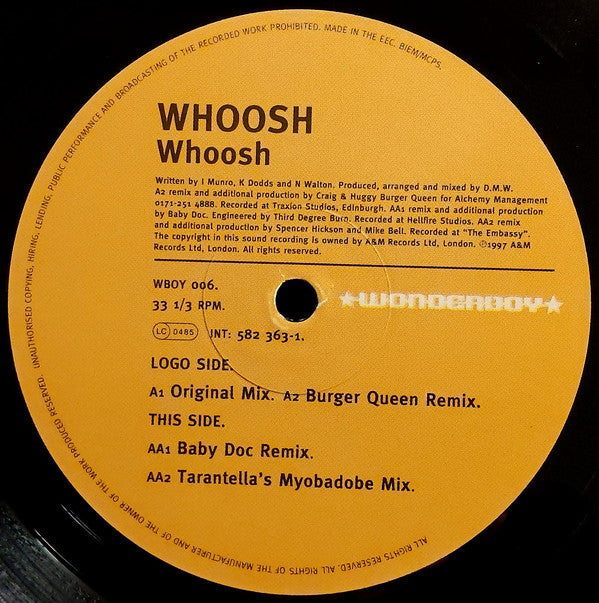 UNAUTHORISED COPYING, HIRING, LENDING, PUBLIC PERFORMANCE AND BROADCASTING OF THE RECORDED WORK PROHIBITED. MADE IN THE EEC. BIEM/MCPS.
WHOOSH
Whoosh
Written by I Munro, K Dodds and N Walton. Produced, arranged and mixed by D.M.W.
A2 remix and additional production by Craig & Huggy Burger Queen for Alchemy Management
0171-251 4888. Recorded at Traxion Studios, Edinburgh. AA1 remix and additional production
by Baby Doc. Engineered by Third Degree Burn. Recorded at Hellfire Studios. AA2 remix
and additional production by Spencer Hickson and Mike Bell. Recorded at "The Embassy".
The copyright in this sound recording is owned by A&M Records Ltd, London. ℗1997 A&M
Records Ltd, London. All rights reserved.
WBOY 006.
★WONDERBOY★
33 1/3 RPM.
LC 0485 INT: 582 363-1.
LOGO SIDE.
A1 Original Mix. A2 Burger Queen Remix.
THIS SIDE.
AA1 Baby Doc Remix.
AA2 Tarantella's Myobadobe Mix.
ALL RIGHTS RESERVED. ALL RIGHTS OF THE MANUFACTURER AND OF THE OWNER OF THE WORK PRODUCED RESERVED.